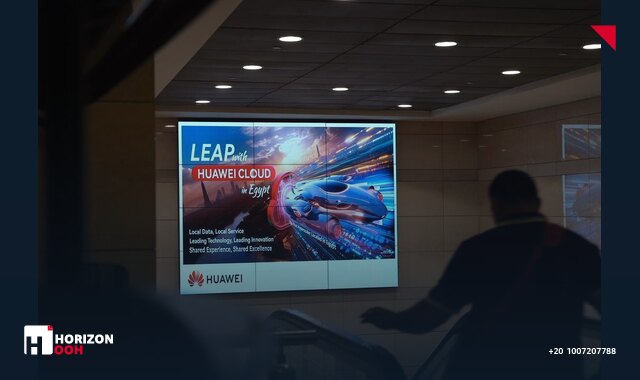 LEAP with
HUAWEI CLOUD
in Egypt
Local Data, Local Service
Leading Technology, Leading Innovation
Shared Experience, Shared Excellence
HUAWEI
HORIZON
OOH
+20 1007207788